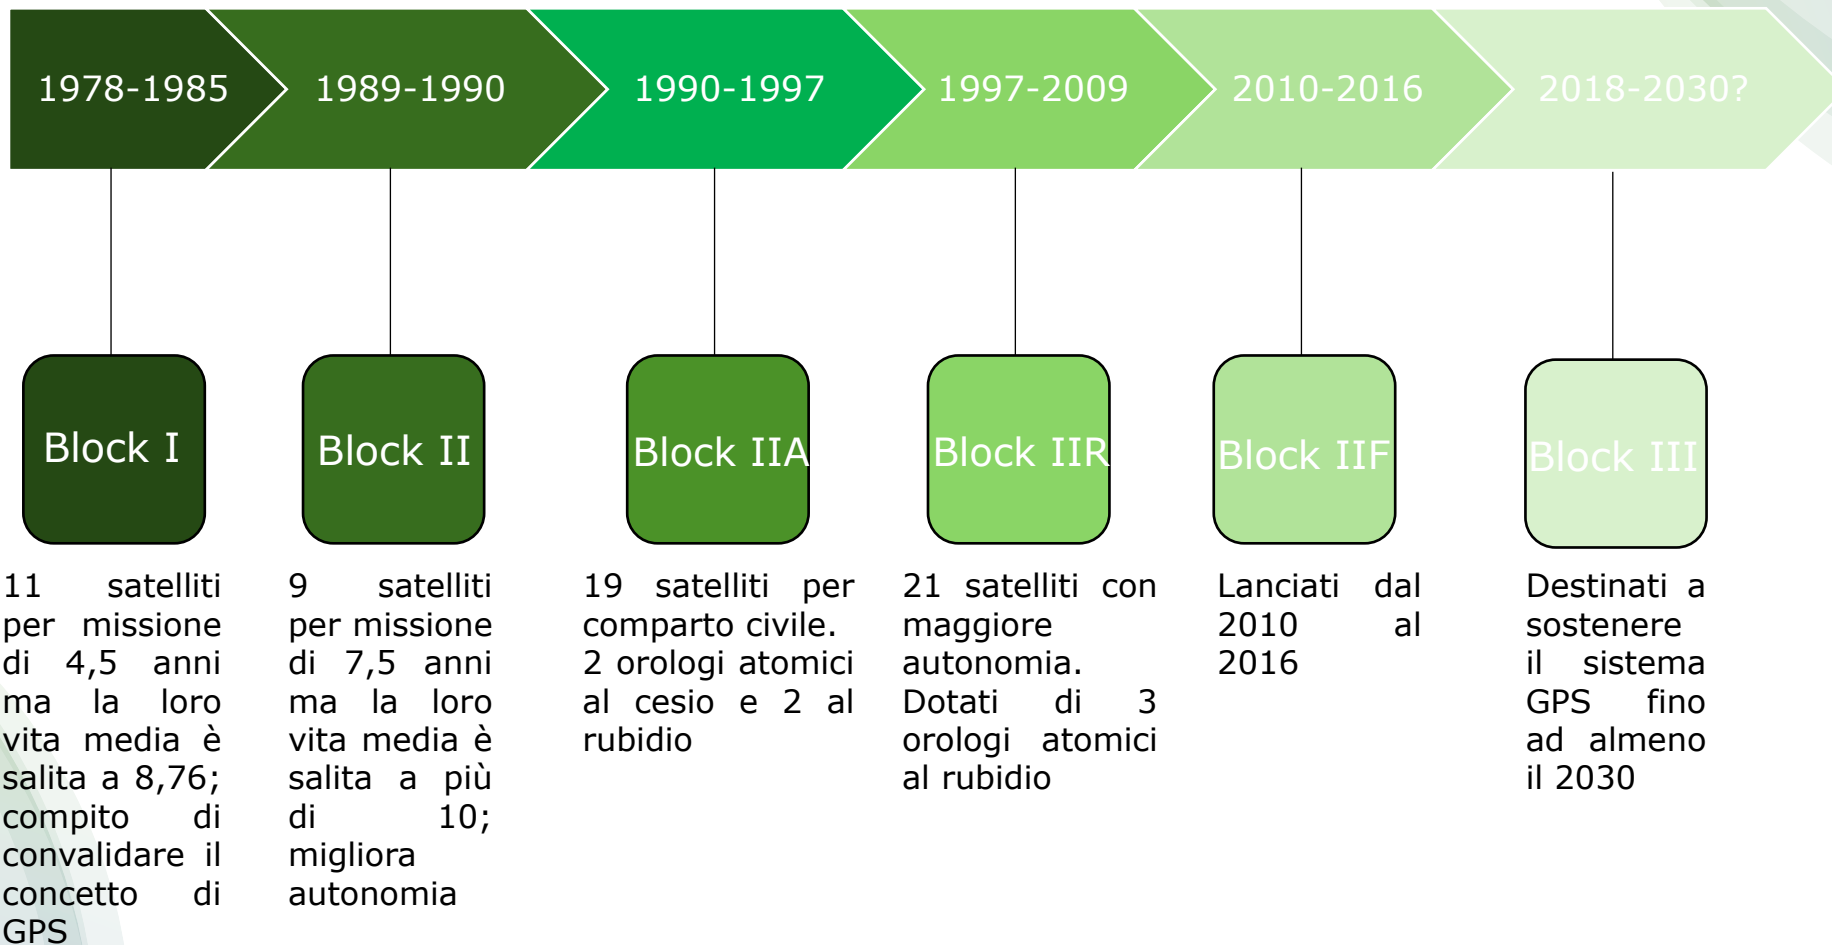 1978-1985
1989-1990
1990-1997
1997-2009
2010-2016
2018-2030?
Block I
Block II
Block IIA
Block IIR
Block IIF
Block III
11 satelliti
per missione
di 4,5 anni
ma la loro
vita media è
salita a 8,76;
compito di
convalidare il
concetto di
GPS
9 satelliti
per missione
di 7,5 anni
ma la loro
vita media è
salita a più
di 10;
migliora
autonomia
19 satelliti per
comparto civile.
2 orologi atomici
al cesio e 2 al
rubidio
21 satelliti con
maggiore
autonomia.
Dotati di 3
orologi atomici
al rubidio
Lanciati dal
2010 al
2016
Destinati a
sostenere
il sistema
GPS fino
ad almeno
il 2030